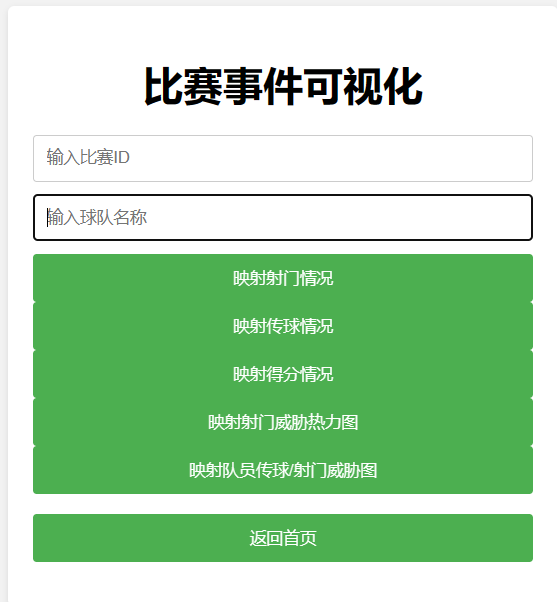 比赛事件可视化
输入比赛ID
输入球队名称
映射射门情况
映射传球情况
映射得分情况
映射射门威胁热力图
映射队员传球/射门威胁图
返回首页